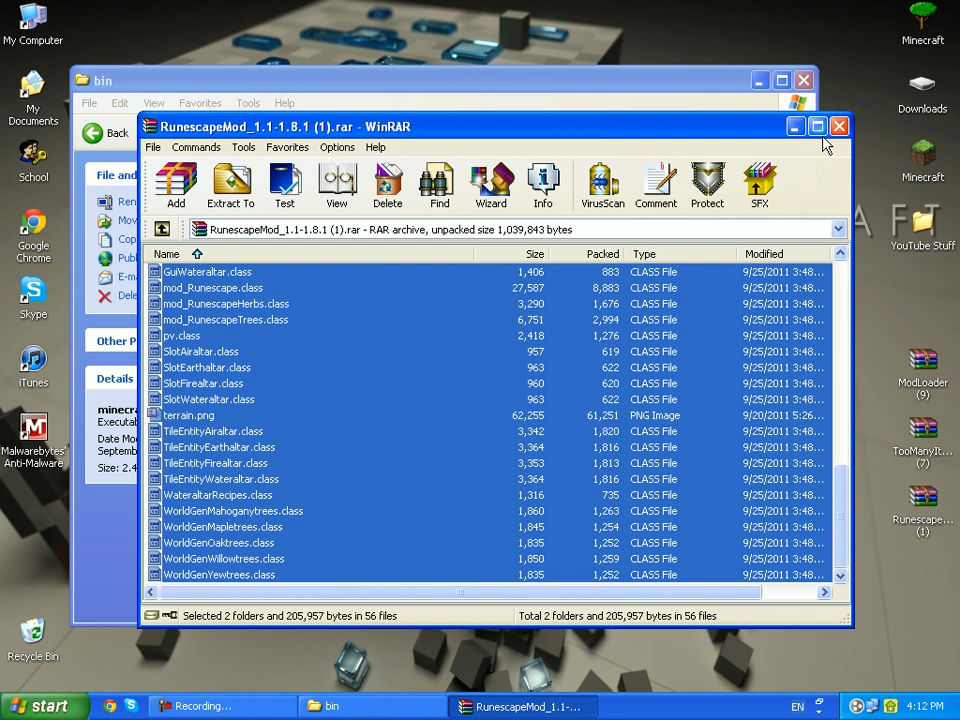 My Computer
My
Documents
School
Google
Chrome
Skype
iTunes
Malwarebytes'
Anti-Malware
Recycle Bin
bin
File Edit View Favorites Tools Help
Back
File and
Ren
Mov
Cop
Publ
E-ma
Dele
Other P
Details
minecra
Executab
Date Mod
Septemb
Size: 2.4
RunescapeMod_1.1-1.8.1 (1).rar - WinRAR
File Commands Tools Favorites Options Help
Add Extract To Test View Delete Find Wizard Info VirusScan Comment Protect SFX
RunescapeMod_1.1-1.8.1 (1).rar - RAR archive, unpacked size 1,039,843 bytes
Name Size Packed Type Modified
GuiWateraltar.class 1,406 883 CLASS File 9/25/2011 3:48...
mod_Runescape.class 27,587 8,883 CLASS File 9/25/2011 3:48...
mod_RunescapeHerbs.class 3,290 1,676 CLASS File 9/25/2011 3:48...
mod_RunescapeTrees.class 6,751 2,994 CLASS File 9/25/2011 3:48...
pv.class 2,418 1,276 CLASS File 9/25/2011 3:48...
SlotAiraltar.class 957 619 CLASS File 9/25/2011 3:48...
SlotEarthaltar.class 963 622 CLASS File 9/25/2011 3:48...
SlotFirealtar.class 960 620 CLASS File 9/25/2011 3:48...
SlotWateraltar.class 963 622 CLASS File 9/25/2011 3:48...
terrain.png 62,255 61,251 PNG Image 9/20/2011 5:26...
TileEntityAiraltar.class 3,342 1,820 CLASS File 9/25/2011 3:48...
TileEntityEarthaltar.class 3,364 1,816 CLASS File 9/25/2011 3:48...
TileEntityFirealtar.class 3,353 1,813 CLASS File 9/25/2011 3:48...
TileEntityWateraltar.class 3,364 1,816 CLASS File 9/25/2011 3:48...
WateraltarRecipes.class 1,316 735 CLASS File 9/25/2011 3:48...
WorldGenMahoganytrees.class 1,860 1,263 CLASS File 9/25/2011 3:48...
WorldGenMapletrees.class 1,845 1,254 CLASS File 9/25/2011 3:48...
WorldGenOaktrees.class 1,835 1,252 CLASS File 9/25/2011 3:48...
WorldGenWillowtrees.class 1,850 1,259 CLASS File 9/25/2011 3:48...
WorldGenYewtrees.class 1,835 1,252 CLASS File 9/25/2011 3:48...
Selected 2 folders and 205,957 bytes in 56 files Total 2 folders and 205,957 bytes in 56 files
Minecraft
Downloads
Minecraft
A F T
YouTube Stuff
ModLoader
(9)
TooManyIt...
(7)
Runescape...
(1)
start
Recording...
bin
RunescapeMod_1.1-...
EN
4:12 PM